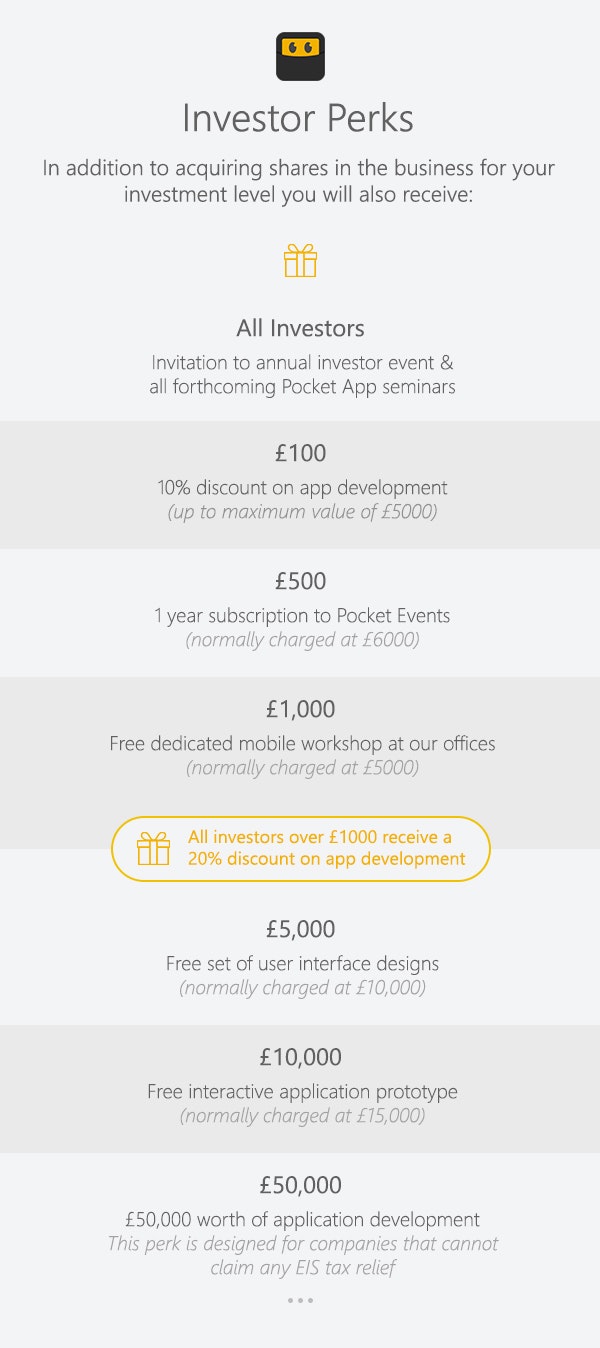 Investor Perks
In addition to acquiring shares in the business for your
investment level you will also receive:
All Investors
Invitation to annual investor event &
all forthcoming Pocket App seminars
£100
10% discount on app development
(up to maximum value of £5000)
£500
1 year subscription to Pocket Events
(normally charged at £6000)
£1,000
Free dedicated mobile workshop at our offices
(normally charged at £5000)
All investors over £1000 receive a
20% discount on app development
£5,000
Free set of user interface designs
(normally charged at £10,000)
£10,000
Free interactive application prototype
(normally charged at £15,000)
£50,000
£50,000 worth of application development
This perk is designed for companies that cannot
claim any EIS tax relief